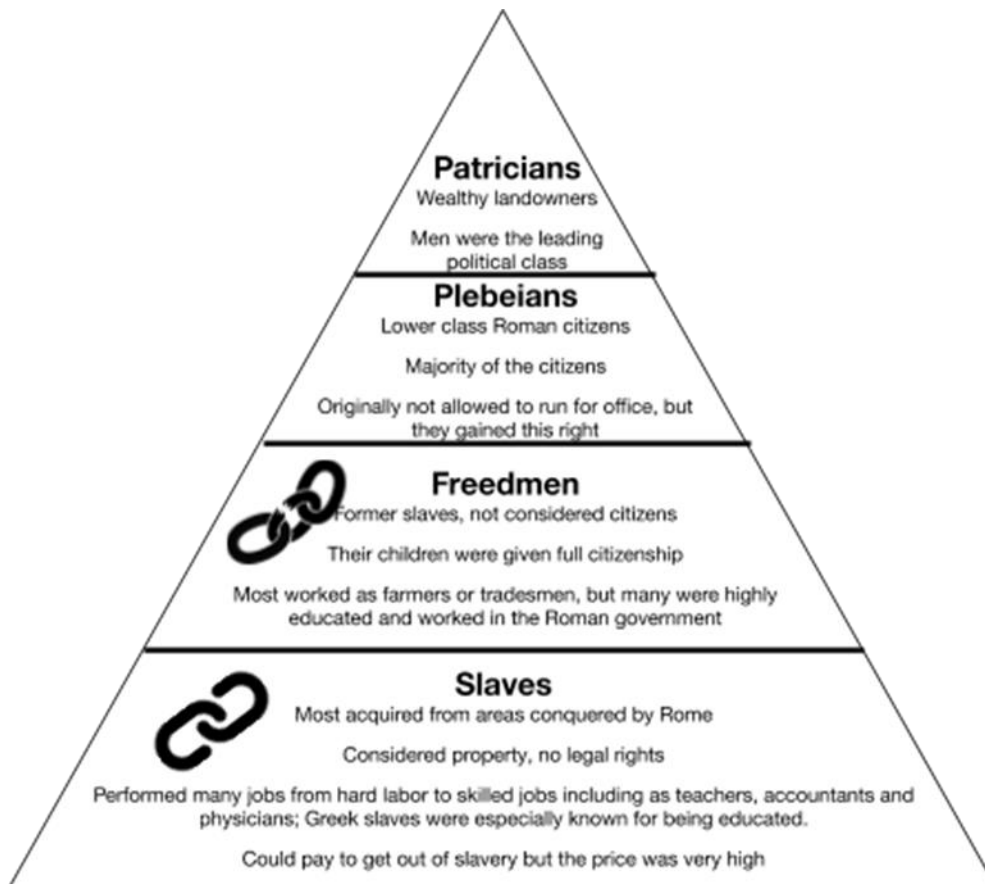 Patricians
Wealthy landowners
Men were the leading
political class
Plebeians
Lower class Roman citizens
Majority of the citizens
Originally not allowed to run for office, but
they gained this right
Freedmen
Former slaves, not considered citizens
Their children were given full citizenship
Most worked as farmers or tradesmen, but many were highly
educated and worked in the Roman government
Slaves
Most acquired from areas conquered by Rome
Considered property, no legal rights
Performed many jobs from hard labor to skilled jobs including as teachers, accountants and
physicians; Greek slaves were especially known for being educated.
Could pay to get out of slavery but the price was very high